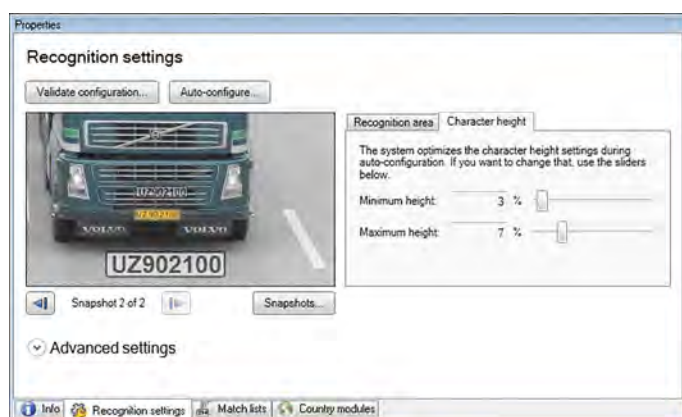 Properties
Recognition settings
Validate configuration...
Auto-configure...
UZ902100
UZ902100
VOLVO VOLVO
UZ902100
Snapshot 2 of 2
Snapshots...
Recognition area
Character height
The system optimizes the character height settings during
auto-configuration. If you want to change that, use the sliders
below.
Minimum height: 3 %
Maximum height: 7 %
Advanced settings
Info
Recognition settings
Match lists
Country modules